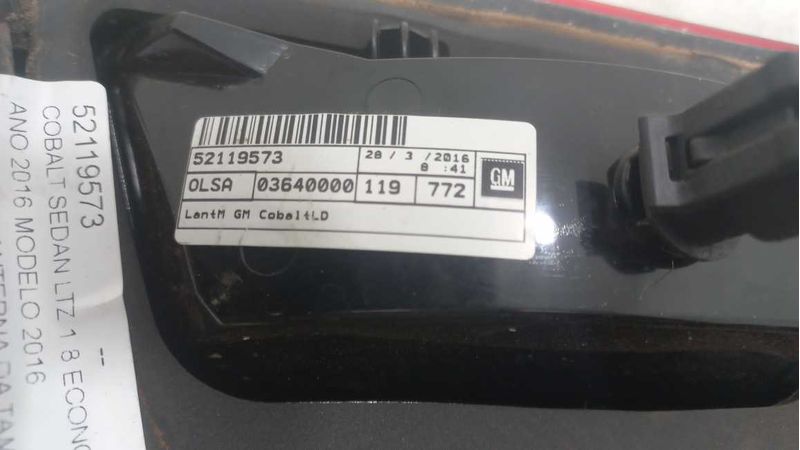 52119573
28 / 3 /2016
8 :41
GM
OLSA 03640000 119 772
LantM GM CobaltLD
52119573
COBALT SEDAN LTZ 1 8 ECONO
ANO 2016 MODELO 2016
--